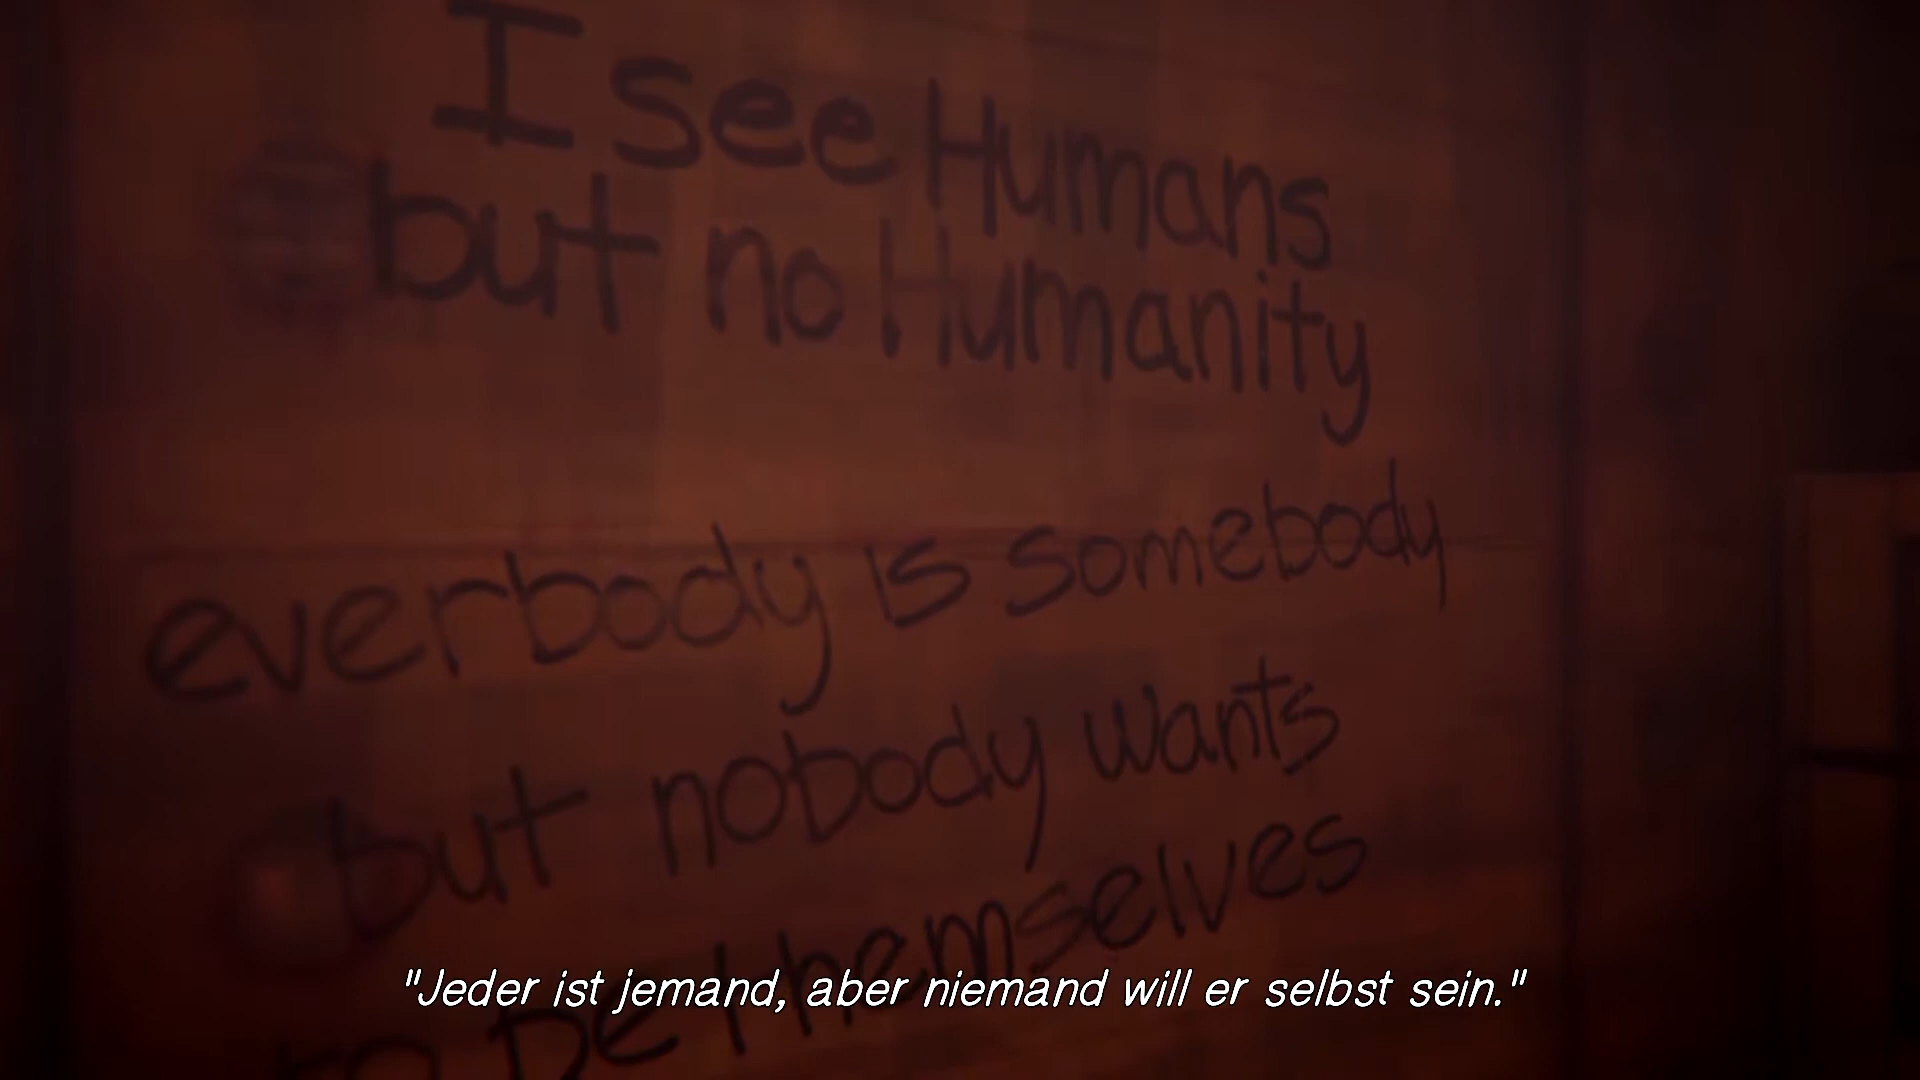 I see Humans
but no Humanity
everbody is somebody
but nobody wants
to be themselves
"Jeder ist jemand, aber niemand will er selbst sein."